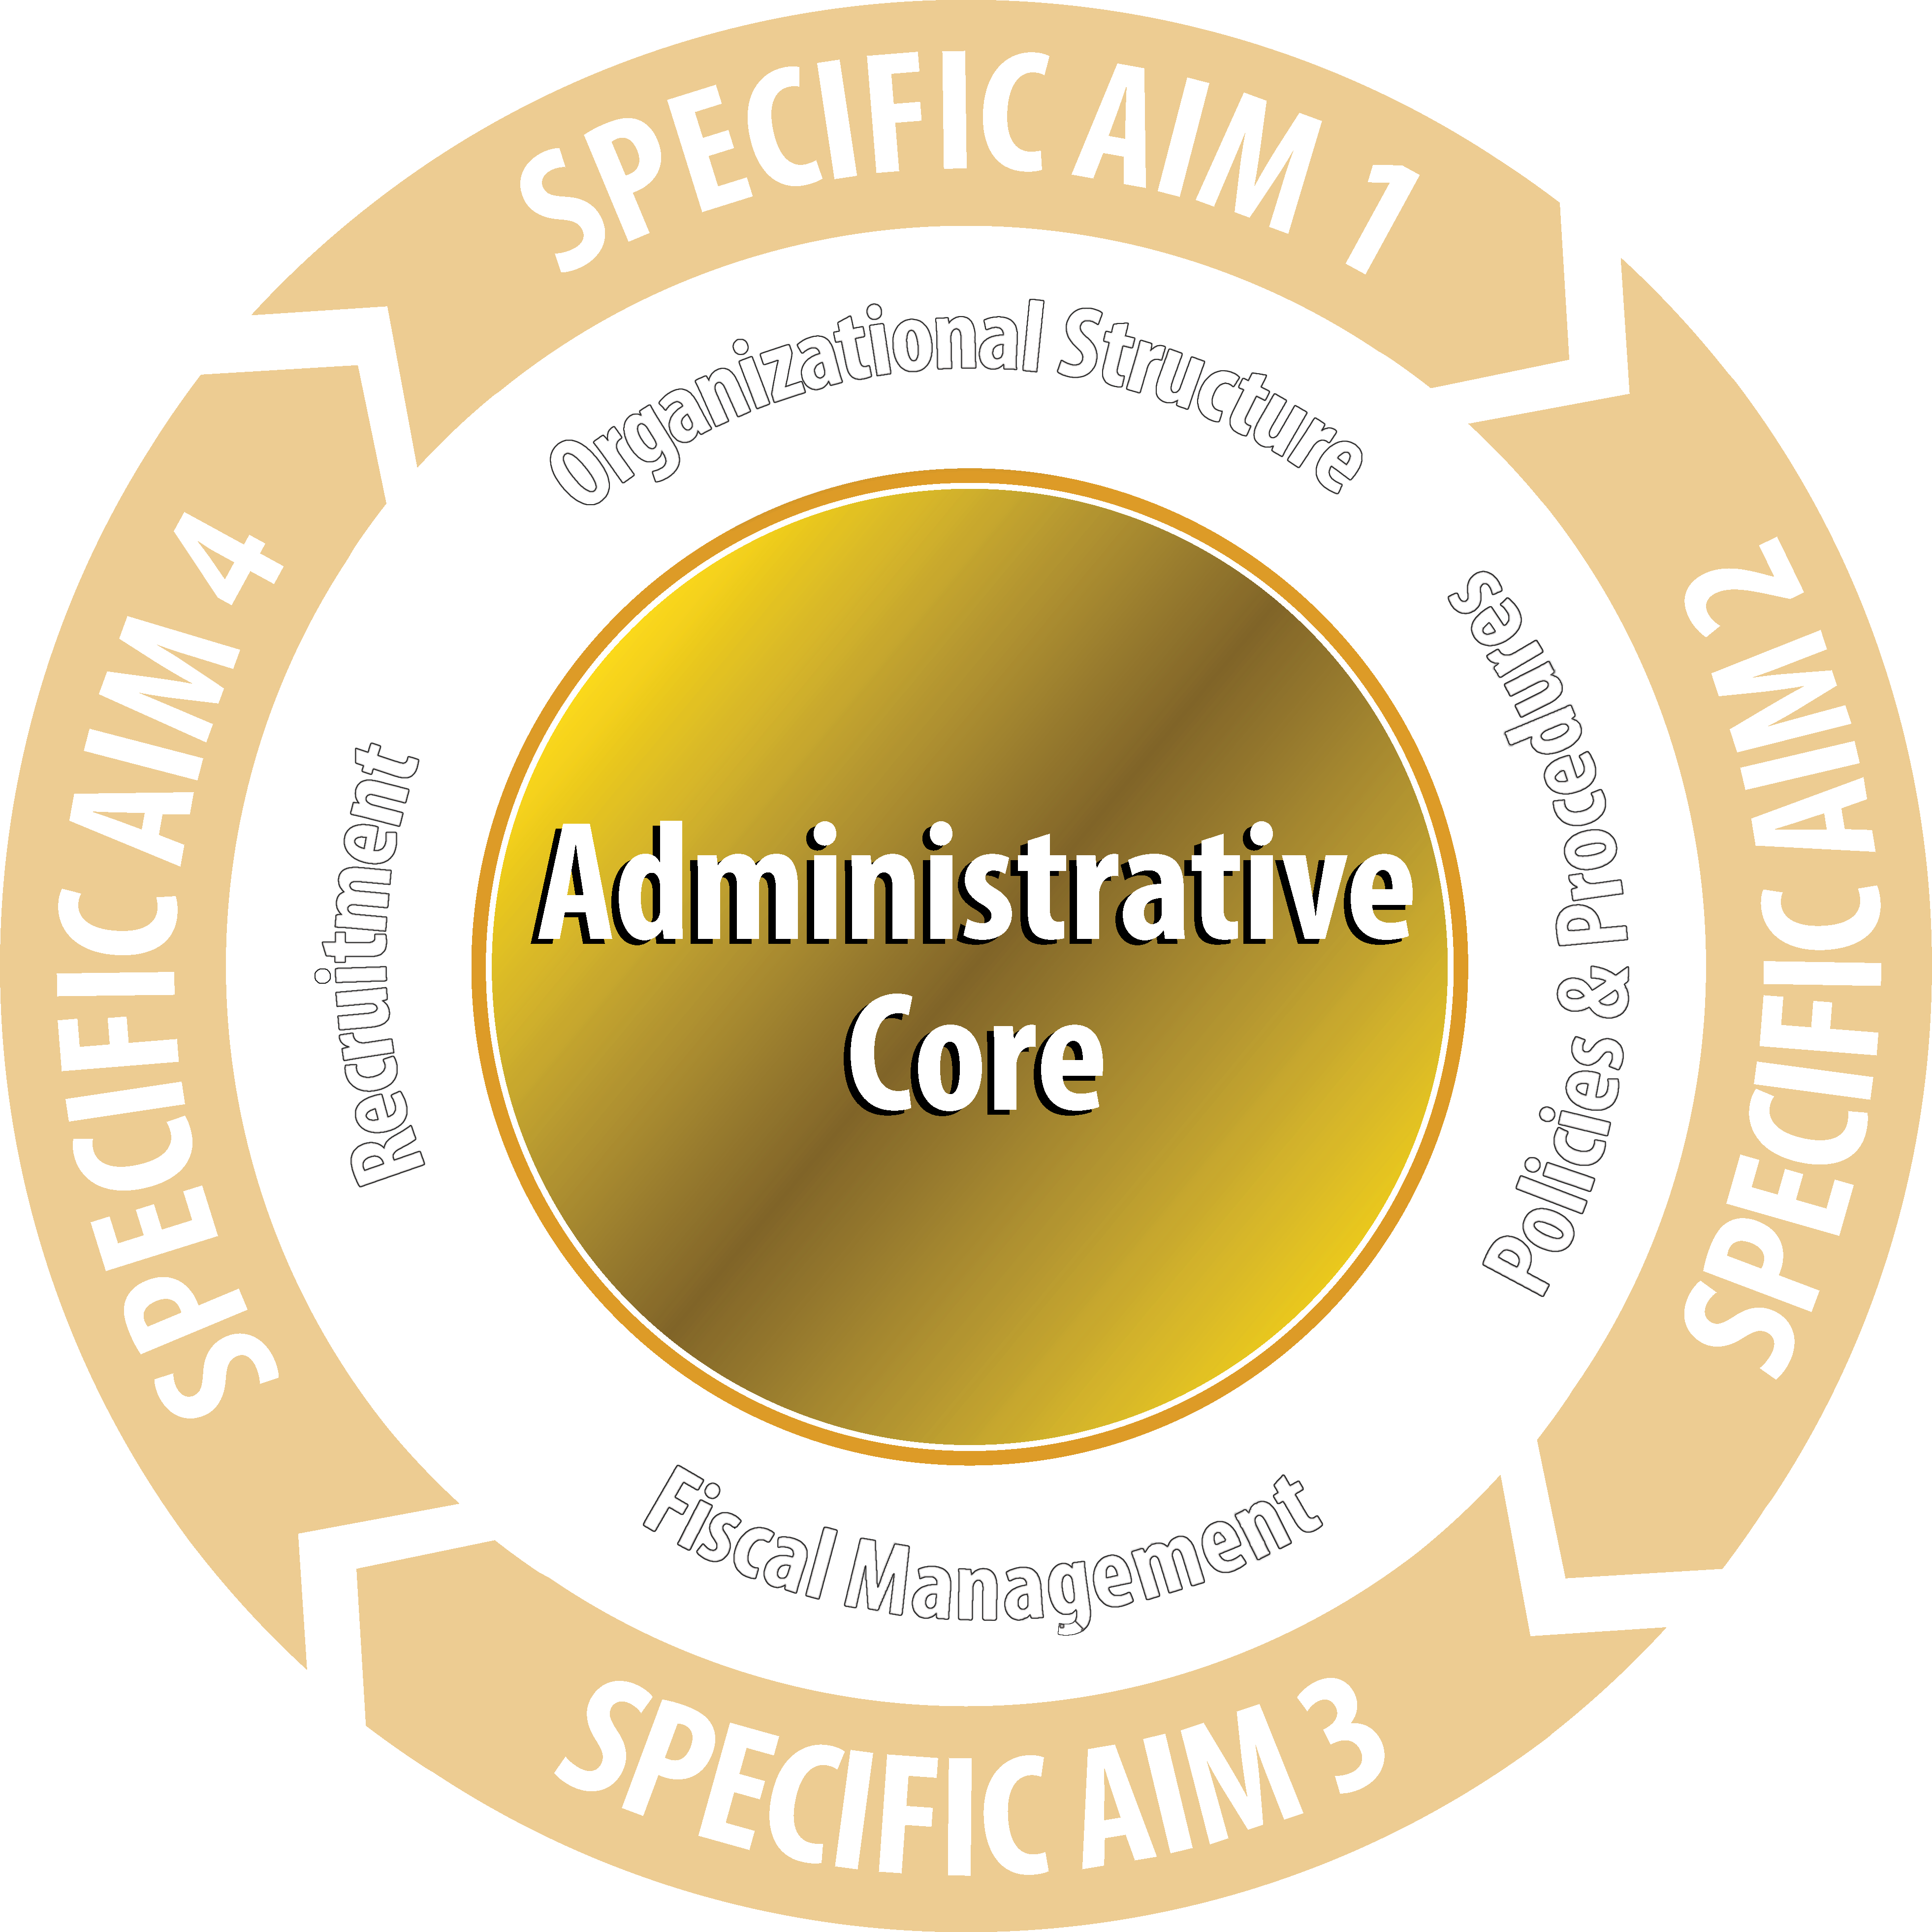 SPECIFIC AIM 1
Organizational Structure
SPECIFIC AIM 2
Policies & Procedures
SPECIFIC AIM 3
Fiscal Management
SPECIFIC AIM 4
Recruitment
Administrative
Core